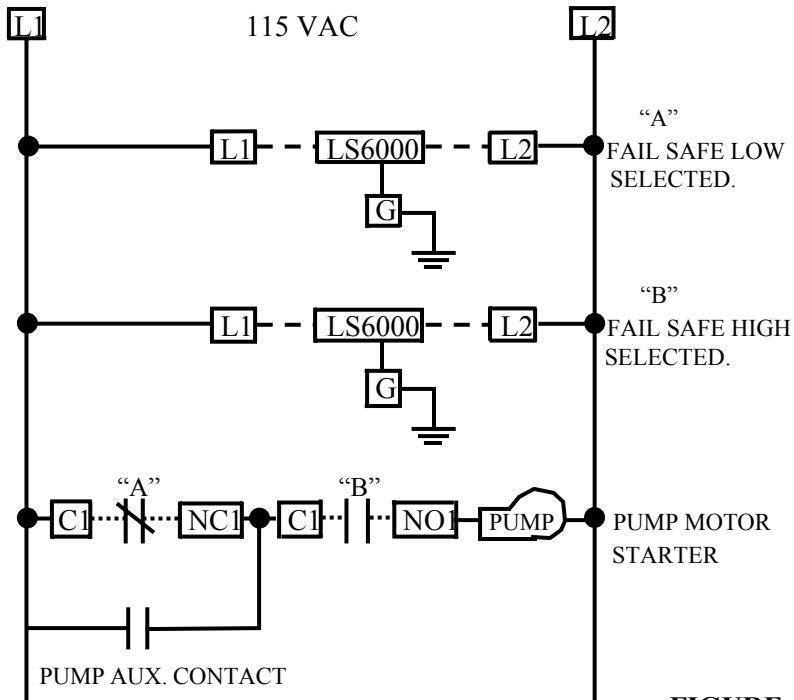 L1 115 VAC L2
“A”
L1 LS6000 L2 FAIL SAFE LOW
SELECTED.
G
“B”
L1 LS6000 L2 FAIL SAFE HIGH
SELECTED.
G
“A” “B”
C1 NC1 C1 NO1 PUMP PUMP MOTOR
STARTER
PUMP AUX. CONTACT
FIGURE